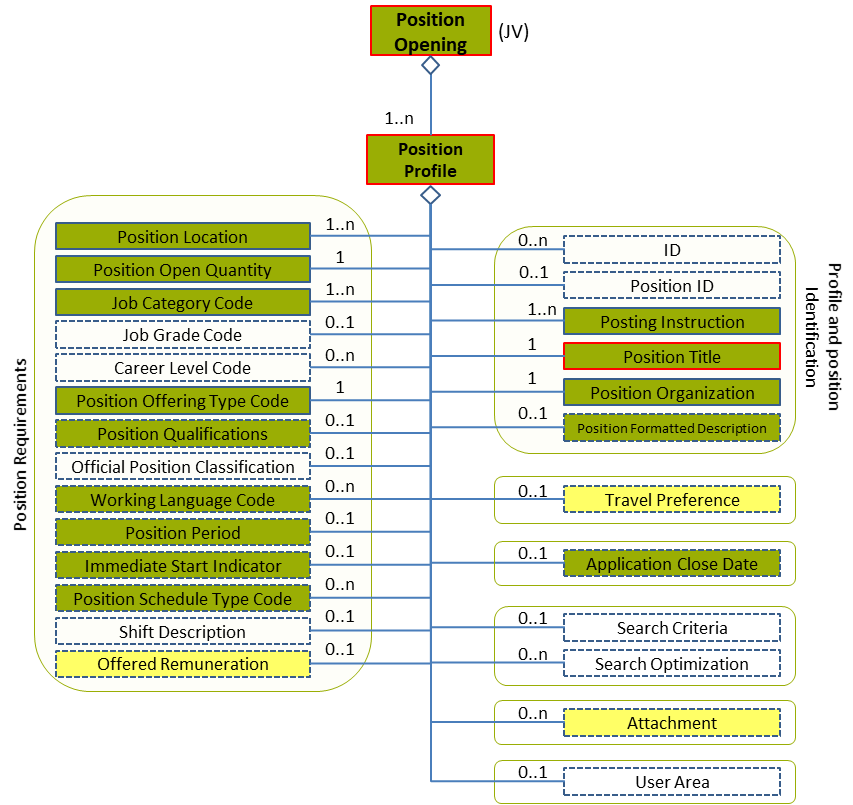 Position
Opening
(JV)
1..n
Position
Profile
Position Requirements
Position Location
1..n
Position Open Quantity
1
Job Category Code
1..n
Job Grade Code
0..1
Career Level Code
0..n
Position Offering Type Code
1
Position Qualifications
0..1
Official Position Classification
0..1
Working Language Code
0..n
Position Period
0..1
Immediate Start Indicator
0..1
Position Schedule Type Code
0..n
Shift Description
0..1
Offered Remuneration
0..1
Profile and position
Identification
0..n
ID
0..1
Position ID
1..n
Posting Instruction
1
Position Title
1
Position Organization
0..1
Position Formatted Description
0..1
Travel Preference
0..1
Application Close Date
0..1
Search Criteria
0..n
Search Optimization
0..n
Attachment
0..1
User Area